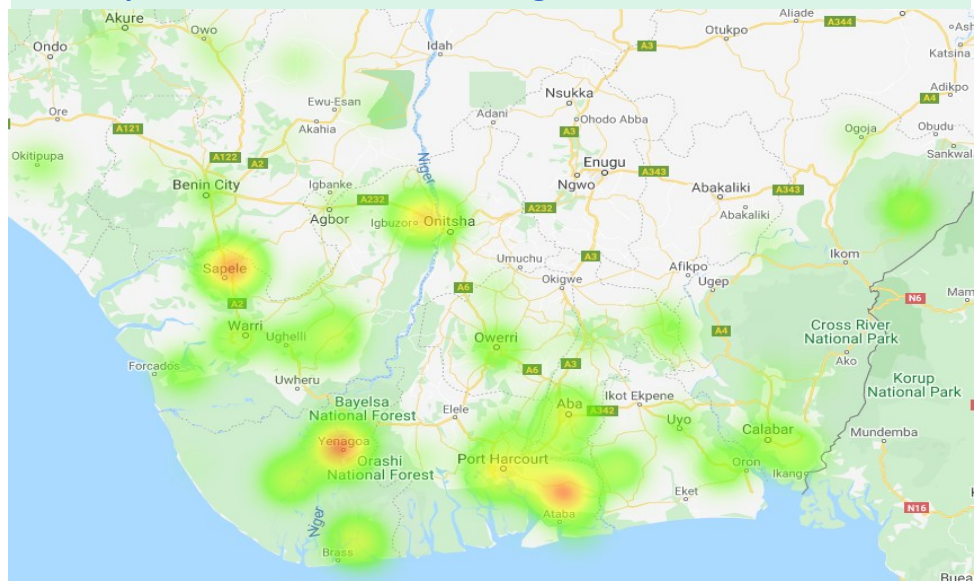 Akure
Owo
Ondo
Idah
Otukpo
Aliade
A344
A3
Katsina
Adikpo
A4
Ewu-Esan
Nsukka
Ore
Akahia
Adani
Ohodo Abba
A3
Ogoja
Obudu
A121
Sankwal
Okitipupa
A122
A2
Niger
Enugu
Benin City
Igbanke
Ngwo
A343
Abakaliki
A343
Agbor
A232
Igbuzor
Onitsha
A232
Abakaliki
Umuchu
A3
Ikom
Sapele
Okigwe
Afikpo
Ugep
A6
N6
Mam
A2
Warri
Ughelli
Owerri
A4
Cross River
National Park
Ako
Forcados
A6
A3
Uwheru
Korup
National Park
Bayelsa
National Forest
Elele
Aba
A342
Ikot Ekpene
Uyo
Calabar
Mundemba
Yenagoa
Orashi
National Forest
Port Harcourt
Oron
Ikang
Eket
Niger
Ataba
N16
Brass
Buea